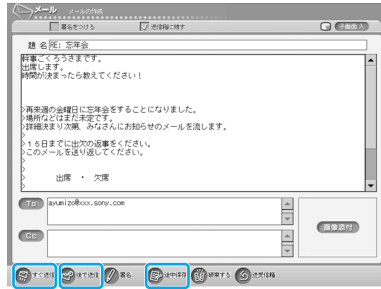 メール メールの作成
署名をつける 送信箱に残す 手書入
題 名 RE: 忘年会
幹事ごくろうさまです。
出席します。
時間が決まったら教えてください!
>再来週の金曜日に忘年会をすることになりました。
>場所などはまだ未定です。
>詳細決まり次第、みなさんにお知らせのメールを流します。
>
>15日までに出欠の返事をください。
>このメールを送り返してください。
>
>
> 出席 ・ 欠席
>
To ayumizo@xxx.sony.com
Cc
画像添付
すぐ送信 後で送信 署名 途中保存 破棄する 送受信箱